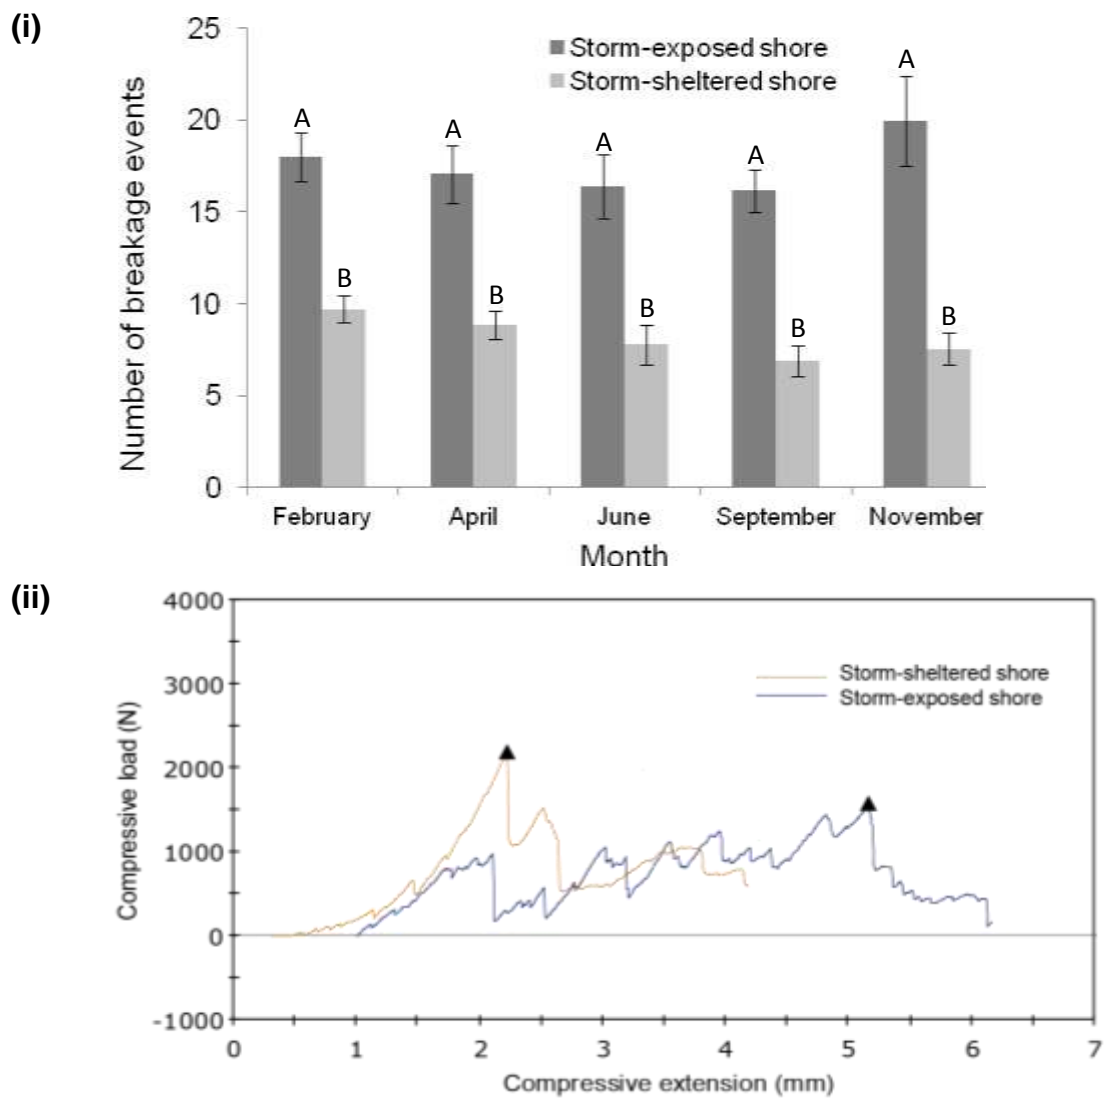 (i)
25
20
15
10
5
0
Number of breakage events
Storm-exposed shore
Storm-sheltered shore
A
B
A
B
A
B
A
B
A
B
February April June September November
Month
(ii)
4000
3000
2000
1000
0
-1000
Compressive load (N)
Storm-sheltered shore
Storm-exposed shore
0 1 2 3 4 5 6 7
Compressive extension (mm)